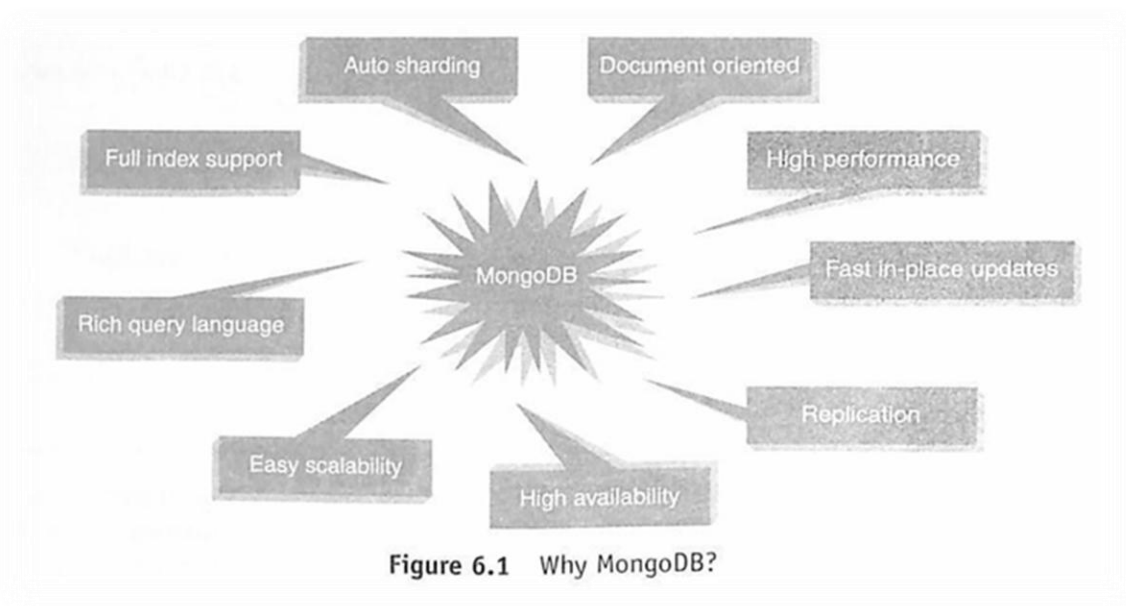 Auto sharding
Document oriented
Full index support
High performance
MongoDB
Fast in-place updates
Rich query language
Replication
Easy scalability
High availability
Figure 6.1 Why MongoDB?